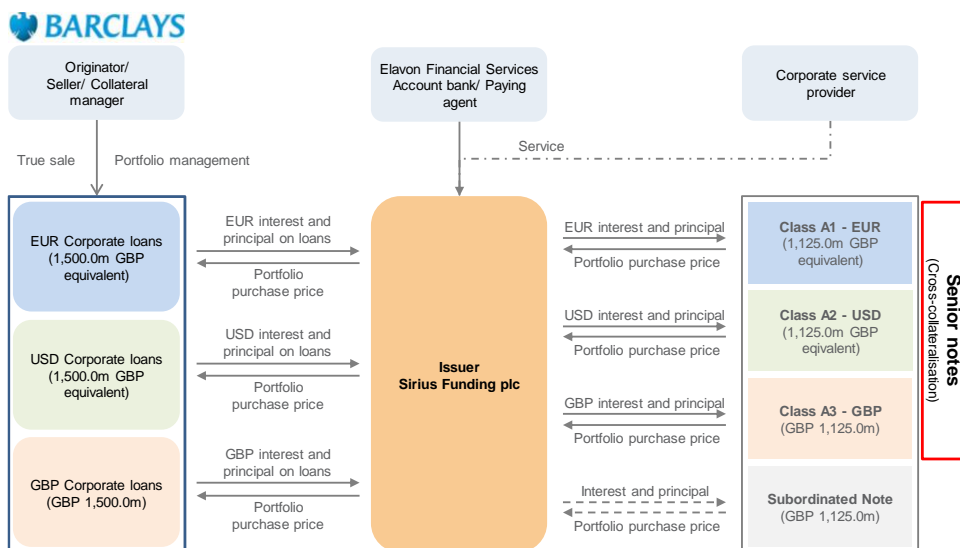 BARCLAYS
Originator/
Seller/ Collateral
manager
Elavon Financial Services
Account bank/ Paying
agent
Corporate service
provider
True sale
Portfolio management
Service
EUR Corporate loans
(1,500.0m GBP
equivalent)
EUR interest and
principal on loans
Portfolio
purchase price
USD Corporate loans
(1,500.0m GBP
equivalent)
USD interest and
principal on loans
Portfolio
purchase price
GBP Corporate loans
(GBP 1,500.0m)
GBP interest and
principal on loans
Portfolio
purchase price
Issuer
Sirius Funding plc
EUR interest and principal
Portfolio purchase price
USD interest and principal
Portfolio purchase price
GBP interest and principal
Portfolio purchase price
Interest and principal
Portfolio purchase price
Class A1 - EUR
(1,125.0m GBP
equivalent)
Class A2 - USD
(1,125.0m GBP
eqivalent)
Class A3 - GBP
(GBP 1,125.0m)
Subordinated Note
(GBP 1,125.0m)
Senior notes
(Cross-collateralisation)